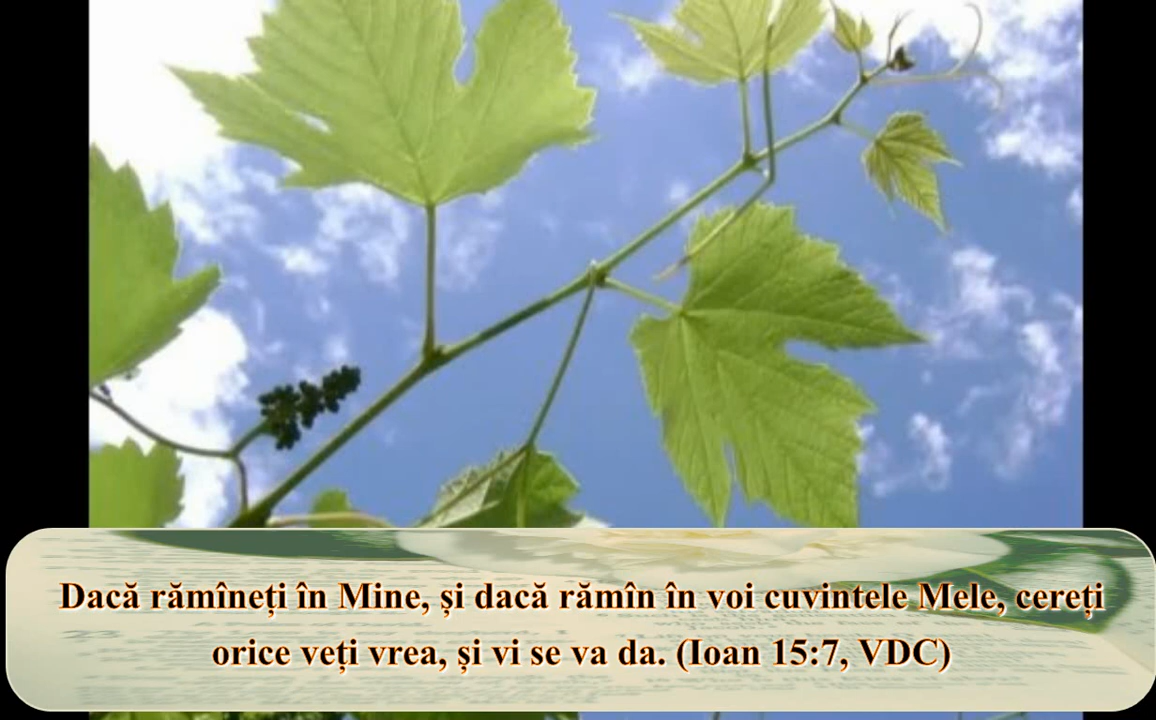 Dacă rămîneți în Mine, și dacă rămîn în voi cuvintele Mele, cereți
orice veți vrea, și vi se va da. (Ioan 15:7, VDC)